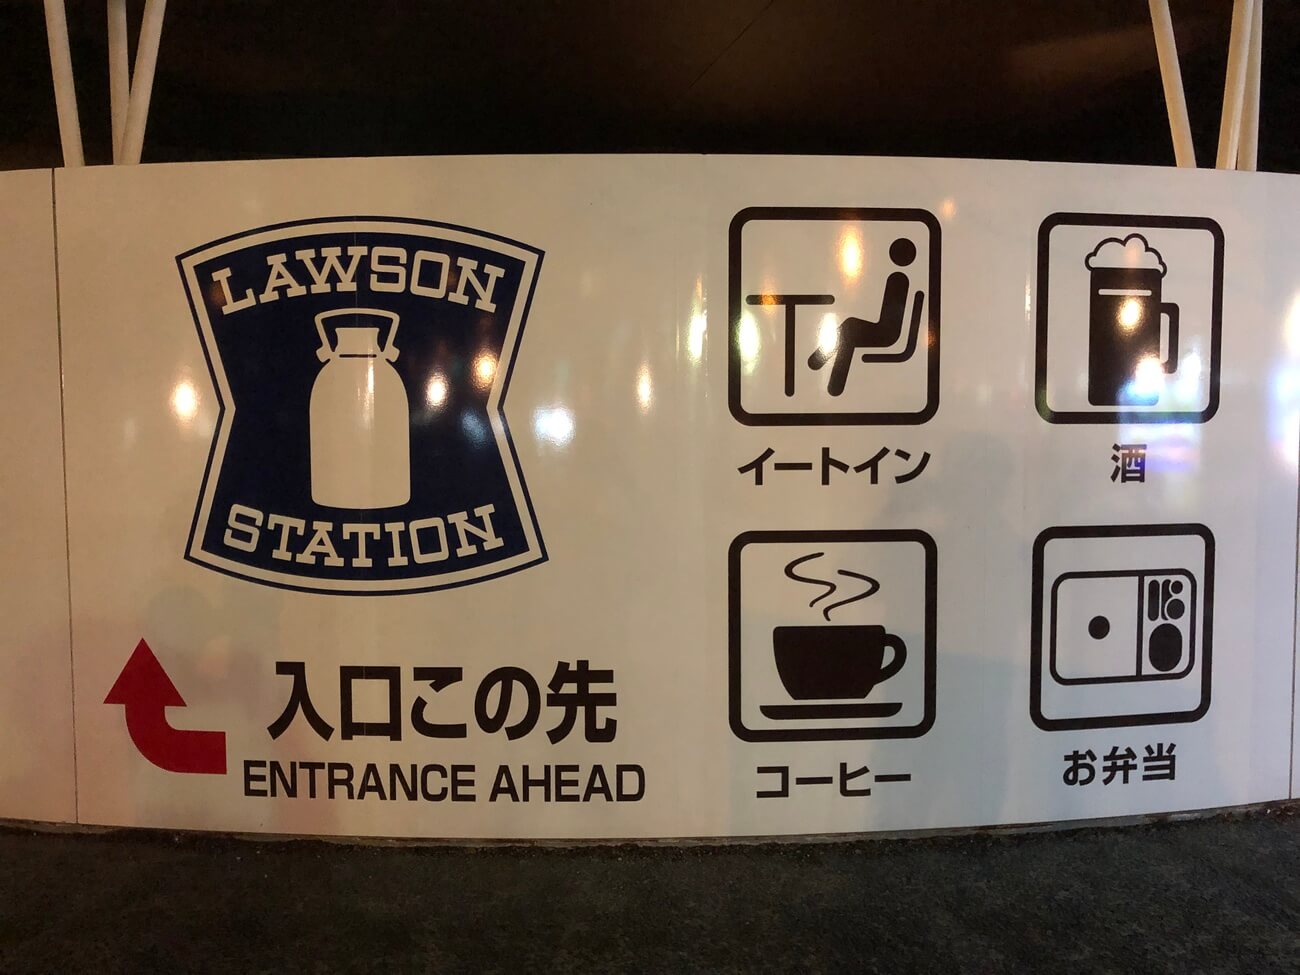 LAWSON
STATION
入口この先
ENTRANCE AHEAD
イートイン
酒
コーヒー
お弁当